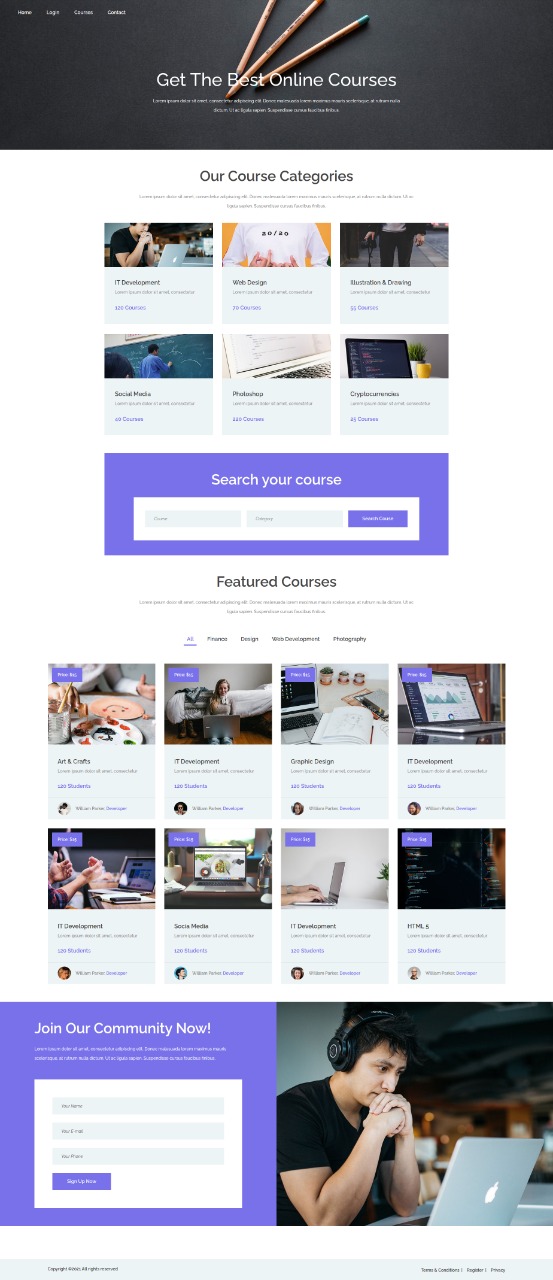 Home Login Courses Contact
Get The Best Online Courses
Lorem ipsum dolor sit amet, consectetur adipiscing elit. Donec malesuada lorem maximus mauris scelerisque, at rutrum nulla
dictum. Ut ac ligula sapien. Suspendisse cursus faucibus finibus.
Our Course Categories
Lorem ipsum dolor sit amet, consectetur adipiscing elit. Donec malesuada lorem maximus mauris scelerisque, at rutrum nulla dictum. Ut ac
ligula sapien. Suspendisse cursus faucibus finibus.
20/20
IT Development Web Design Illustration & Drawing
Lorem ipsum dolor sit amet, consectetur Lorem ipsum dolor sit amet, consectetur Lorem ipsum dolor sit amet, consectetur
120 Courses 70 Courses 55 Courses
Social Media Photoshop Cryptocurrencies
Lorem ipsum dolor sit amet, consectetur Lorem ipsum dolor sit amet, consectetur Lorem ipsum dolor sit amet, consectetur
40 Courses 220 Courses 25 Courses
Search your course
Course Category Search Course
Featured Courses
Lorem ipsum dolor sit amet, consectetur adipiscing elit. Donec malesuada lorem maximus mauris scelerisque, at rutrum nulla dictum. Ut ac
ligula sapien. Suspendisse cursus faucibus finibus.
All Finance Design Web Development Photography
Price: $15 Price: $15 Price: $15 Price: $15
Art & Crafts IT Development Graphic Design IT Development
Lorem ipsum dolor sit amet, consectetur Lorem ipsum dolor sit amet, consectetur Lorem ipsum dolor sit amet, consectetur Lorem ipsum dolor sit amet, consectetur
120 Students 120 Students 120 Students 120 Students
William Parker, Developer William Parker, Developer William Parker, Developer William Parker, Developer
Price: $15 Price: $15 Price: $15 Price: $15
IT Development Socia Media IT Development HTML 5
Lorem ipsum dolor sit amet, consectetur Lorem ipsum dolor sit amet, consectetur Lorem ipsum dolor sit amet, consectetur Lorem ipsum dolor sit amet, consectetur
120 Students 120 Students 120 Students 120 Students
William Parker, Developer William Parker, Developer William Parker, Developer William Parker, Developer
Join Our Community Now!
Lorem ipsum dolor sit amet, consectetur adipiscing elit. Donec malesuada lorem maximus mauris
scelerisque, at rutrum nulla dictum. Ut ac ligula sapien. Suspendisse cursus faucibus finibus.
Your Name
Your E-mail
Your Phone
Sign Up Now
Copyright ©2021 All rights reserved Terms & Conditions | Register | Privacy